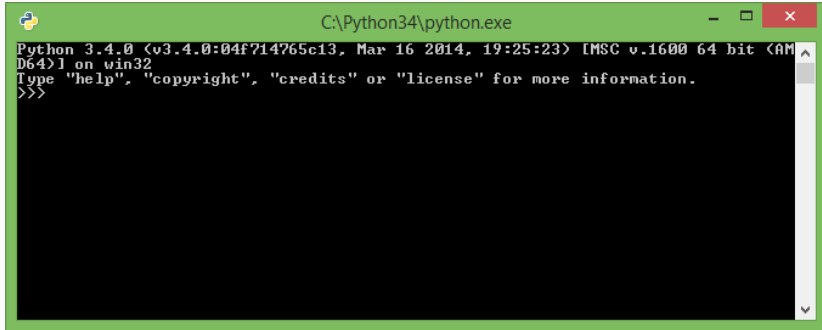 C:\Python34\python.exe
Python 3.4.0 (v3.4.0:04f714765c13, Mar 16 2014, 19:25:23) [MSC v.1600 64 bit (AM
D64)] on win32
Type "help", "copyright", "credits" or "license" for more information.
>>>